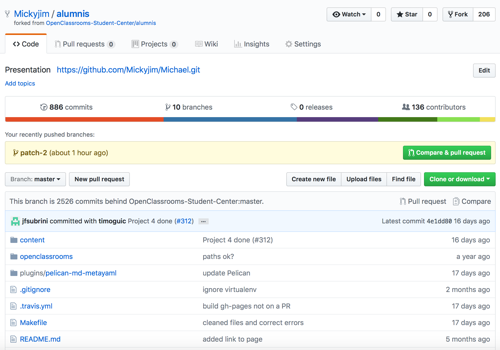 Mickyjim / alumnis Watch 0 Star 0 Fork 206
forked from OpenClassrooms-Student-Center/alumnis
Code Pull requests 0 Projects 0 Wiki Insights Settings
Presentation https://github.com/Mickyjim/Michael.git Edit
Add topics
886 commits 10 branches 0 releases 136 contributors
Your recently pushed branches:
patch-2 (about 1 hour ago) Compare & pull request
Branch: master New pull request Create new file Upload files Find file Clone or download
This branch is 2526 commits behind OpenClassrooms-Student-Center:master. Pull request Compare
jfsubrini committed with timoguic Project 4 done (#312) ... Latest commit 4e1dd80 16 days ago
content Project 4 done (#312) 16 days ago
openclassrooms paths ok? a year ago
plugins/pelican-md-metayaml update Pelican 17 days ago
.gitignore ignore virtualenv 2 months ago
.travis.yml build gh-pages not on a PR 17 days ago
Makefile cleaned files and correct errors 17 days ago
README.md added link to page 5 months ago